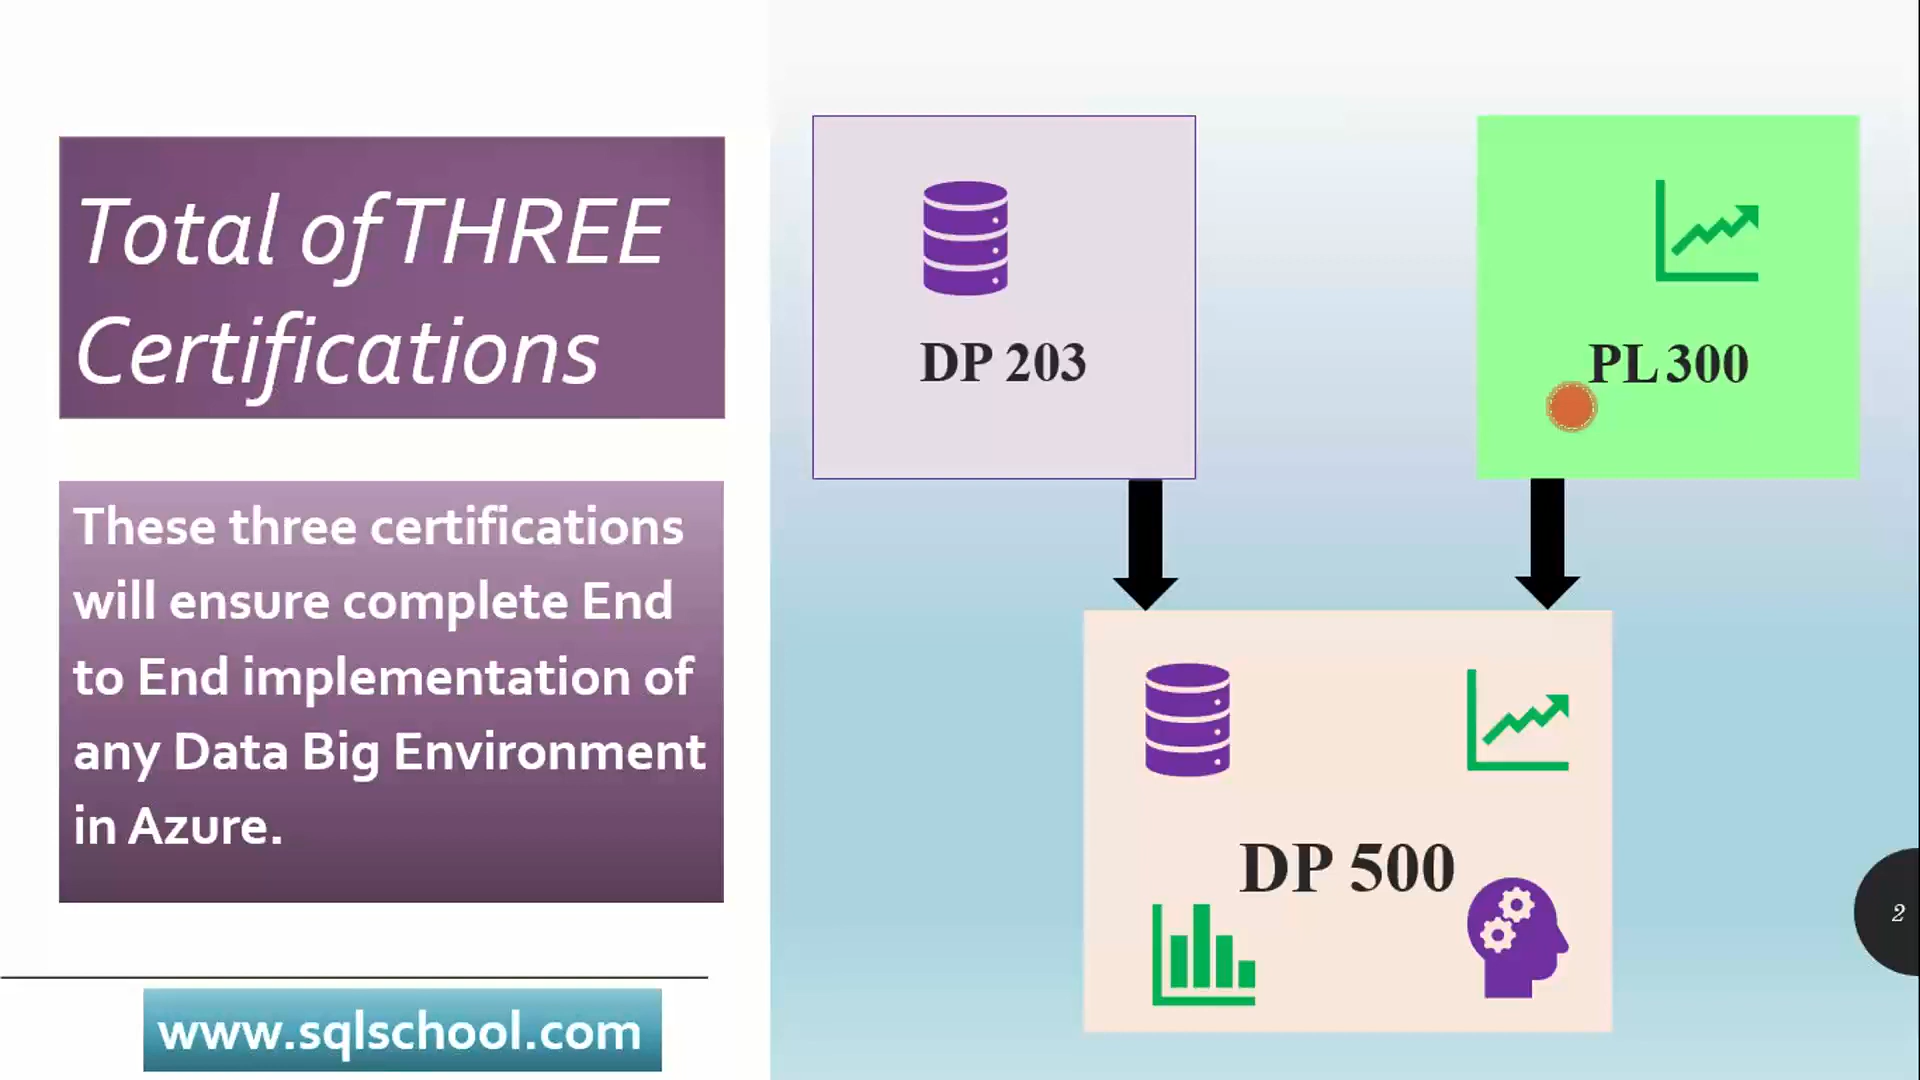 Total of THREE
Certifications
These three certifications
will ensure complete End
to End implementation of
any Data Big Environment
in Azure.
www.sqlschool.com
DP 203
PL 300
DP 500
2